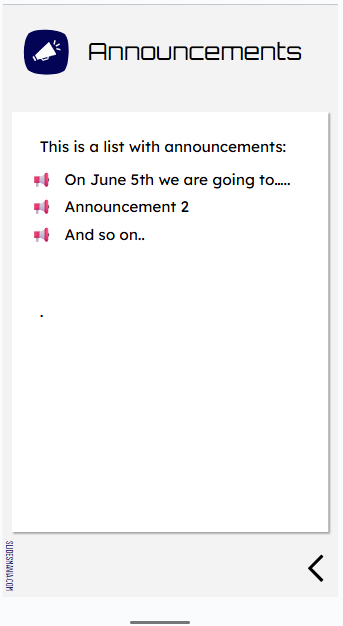 Announcements
This is a list with announcements:
On June 5th we are going to.....
Announcement 2
And so on..
.
SLIDESMANIA.COM